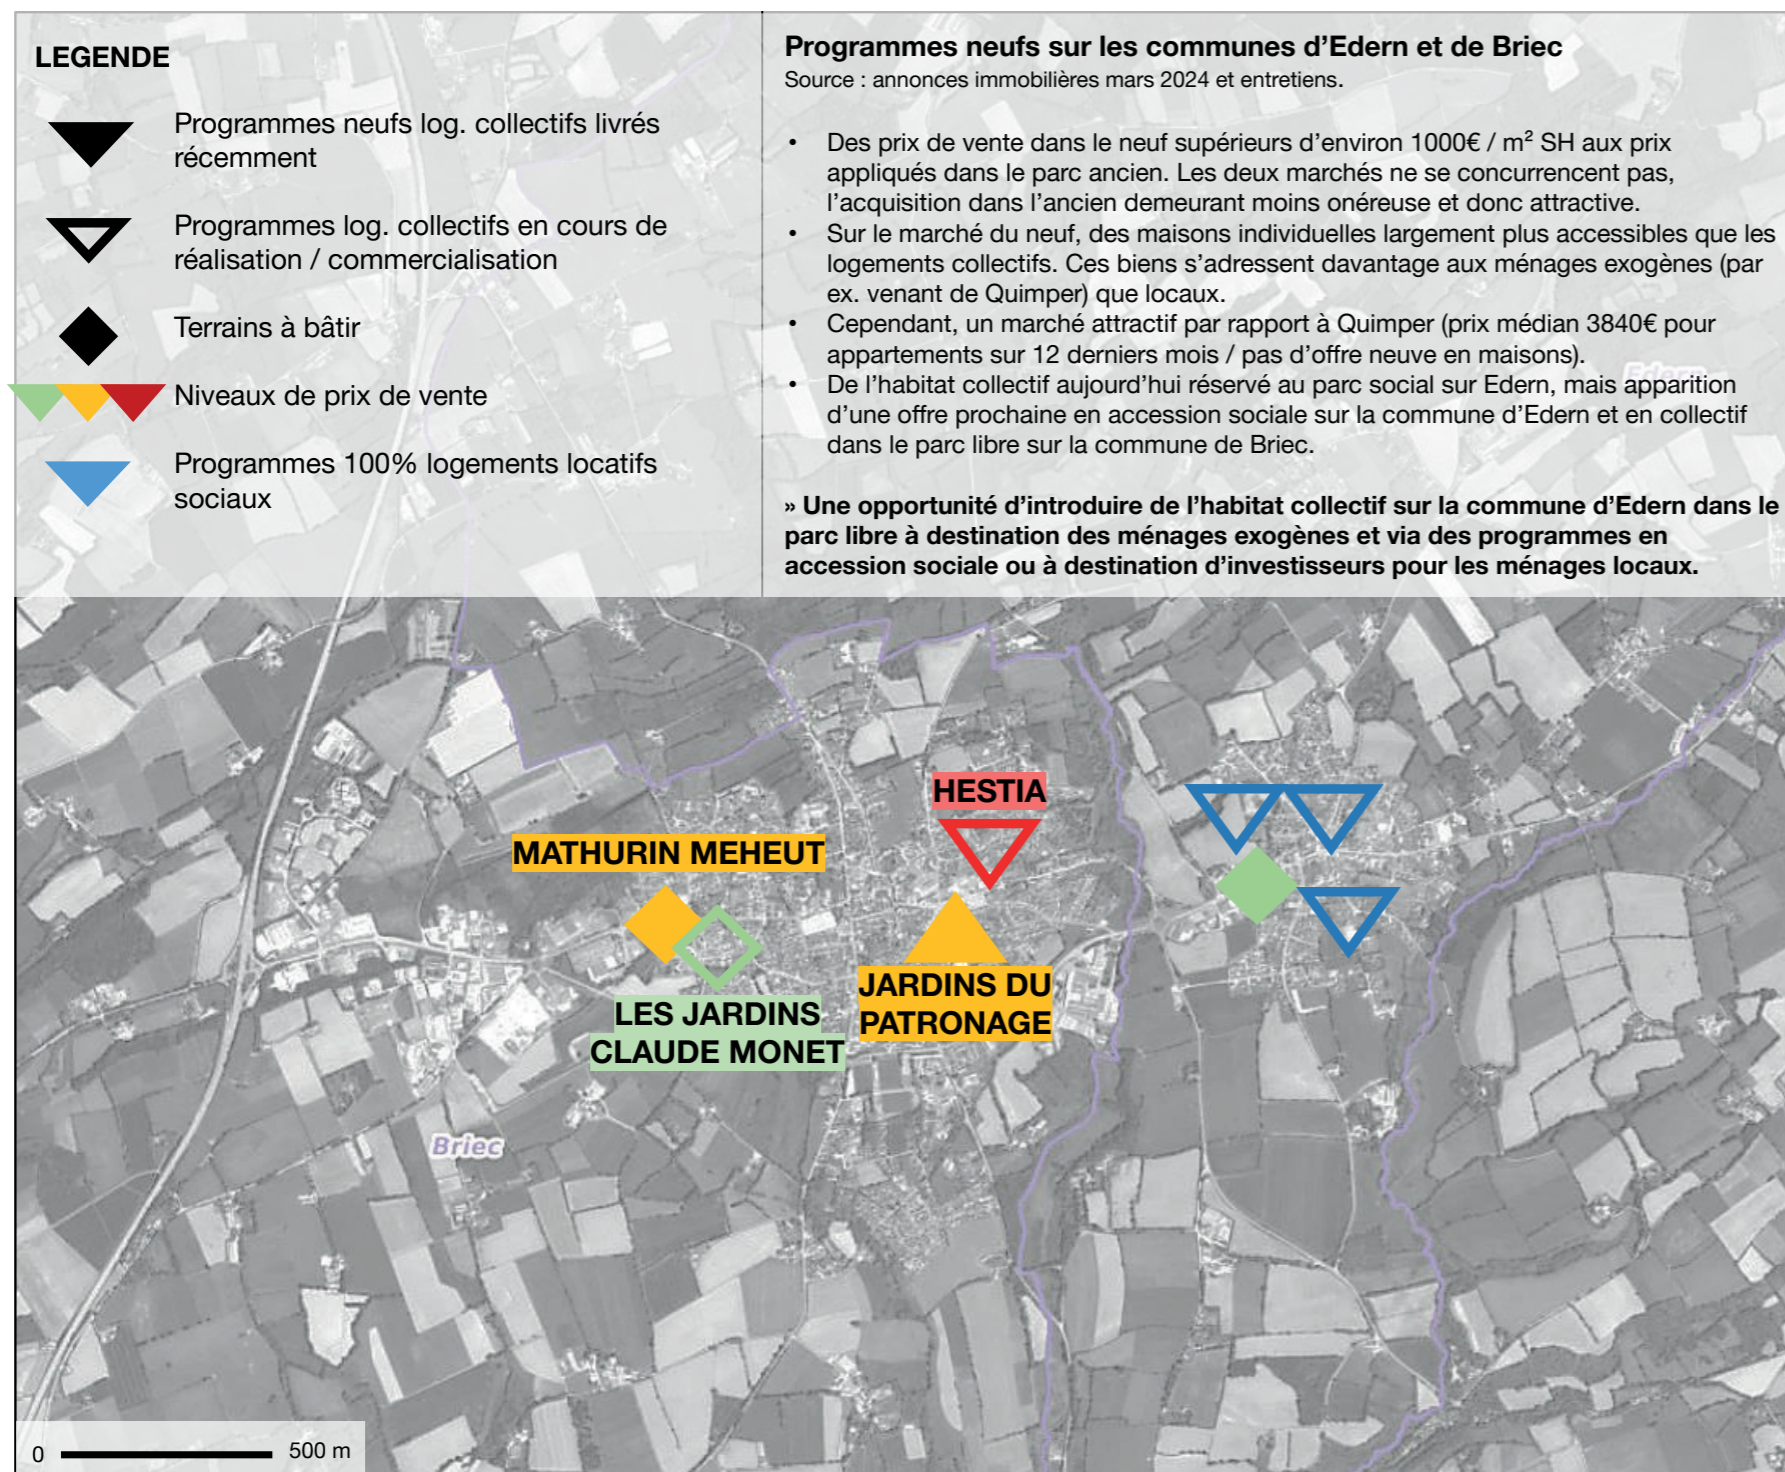 LEGENDE
Programmes neufs log. collectifs livrés
récemment
Programmes log. collectifs en cours de
réalisation / commercialisation
Terrains à bâtir
Niveaux de prix de vente
Programmes 100% logements locatifs
sociaux
Programmes neufs sur les communes d'Edern et de Briec
Source : annonces immobilières mars 2024 et entretiens.
• Des prix de vente dans le neuf supérieurs d'environ 1000€ / m² SH aux prix
appliqués dans le parc ancien. Les deux marchés ne se concurrencent pas,
l'acquisition dans l'ancien demeurant moins onéreuse et donc attractive.
• Sur le marché du neuf, des maisons individuelles largement plus accessibles que les
logements collectifs. Ces biens s'adressent davantage aux ménages exogènes (par
ex. venant de Quimper) que locaux.
• Cependant, un marché attractif par rapport à Quimper (prix médian 3840€ pour
appartements sur 12 derniers mois / pas d'offre neuve en maisons).
• De l'habitat collectif aujourd'hui réservé au parc social sur Edern, mais apparition
d'une offre prochaine en accession sociale sur la commune d'Edern et en collectif
dans le parc libre sur la commune de Briec.
» Une opportunité d'introduire de l'habitat collectif sur la commune d'Edern dans le
parc libre à destination des ménages exogènes et via des programmes en
accession sociale ou à destination d'investisseurs pour les ménages locaux.
Edern
HESTIA
MATHURIN MEHEUT
JARDINS DU
PATRONAGE
LES JARDINS
CLAUDE MONET
Briec
0 500 m